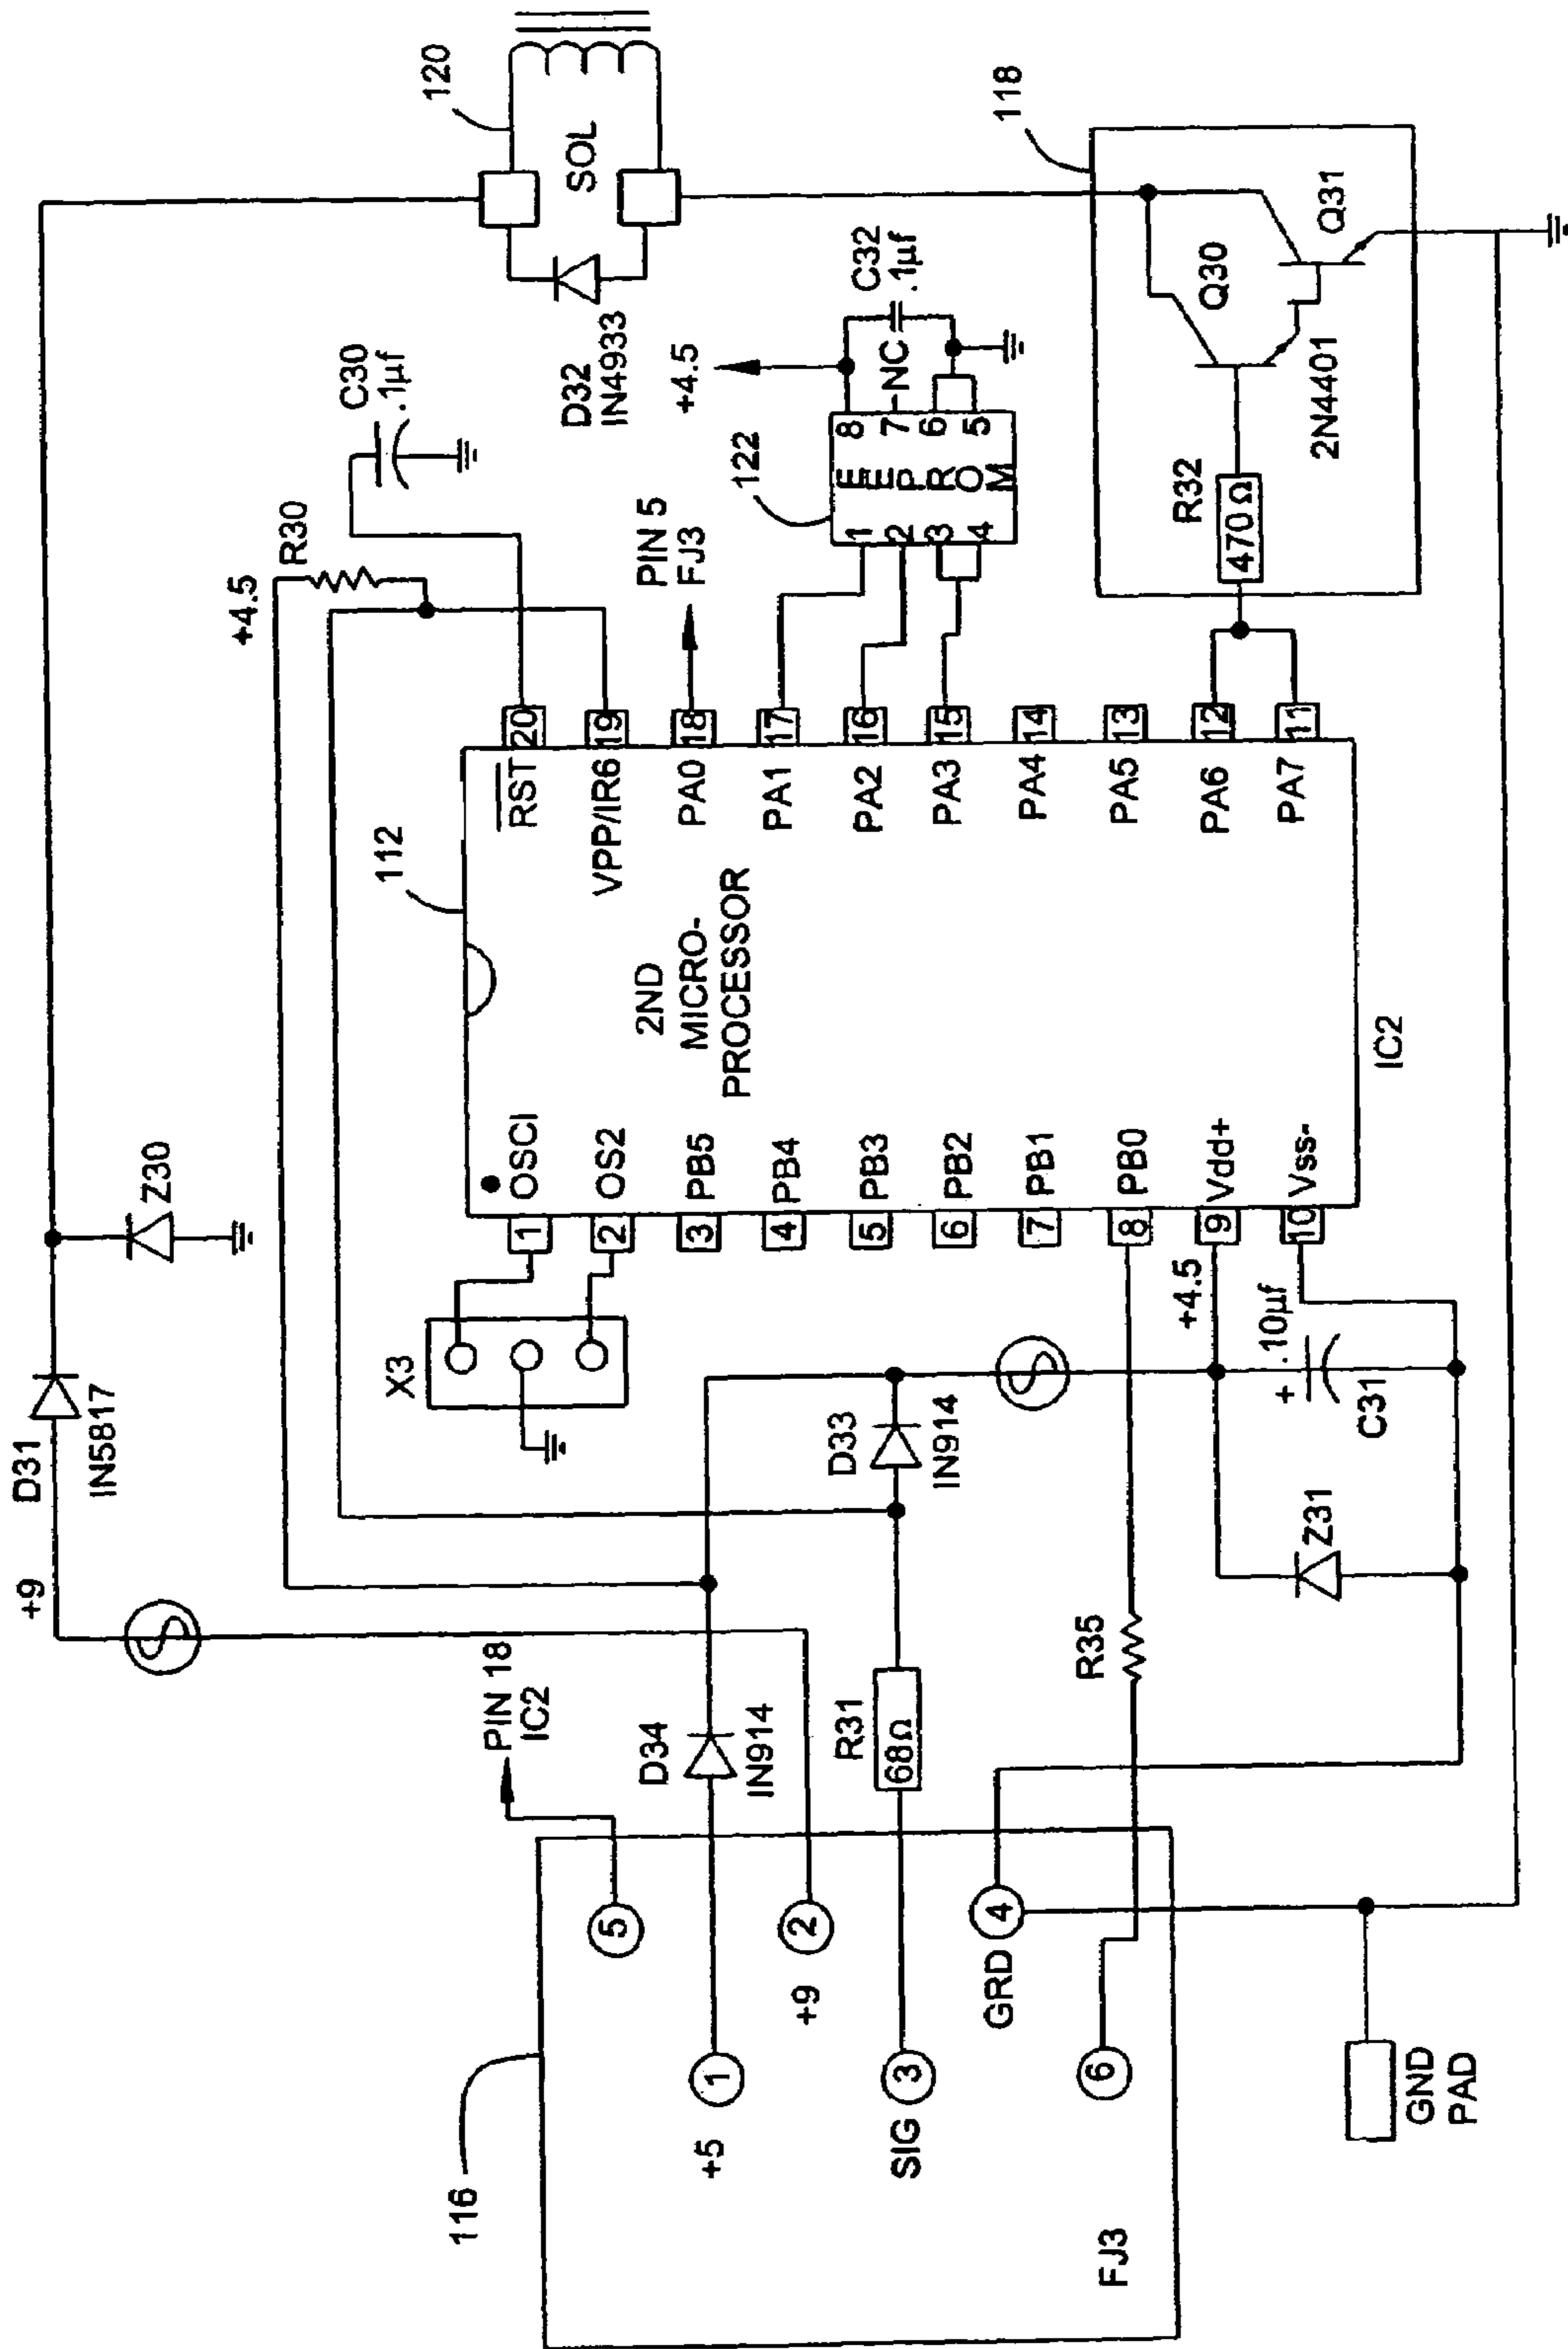 116
FJ3
+5
1
5
PIN 18
IC2
+9
2
SIG
3
GRD
4
6
GND
PAD
D34
IN914
R31
68Ω
R35
+9
D31
IN5817
Z30
D33
IN914
Z31
X3
+4.5
+
.10µf
C31
112
2ND
MICRO-
PROCESSOR
IC2
1
OSCI
2
OS2
3
PB5
4
PB4
5
PB3
6
PB2
7
PB1
8
PB0
9
Vdd+
10
Vss-
RST
20
VPP/IR6
19
PA0
18
PA1
17
PA2
16
PA3
15
PA4
14
PA5
13
PA6
12
PA7
11
+4.5
R30
C30
.1µf
PIN 5
FJ3
D32
IN4933
SOL
120
122
1
2
3
4
EEPROM
8
7
6
5
+4.5
NC
C32
.1µf
118
R32
470Ω
Q30
2N4401
Q31